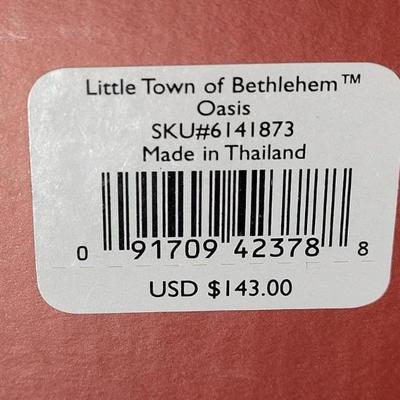 Little Town of Bethlehem™
Oasis
SKU#6141873
Made in Thailand
0 91709 42378 8
USD $143.00